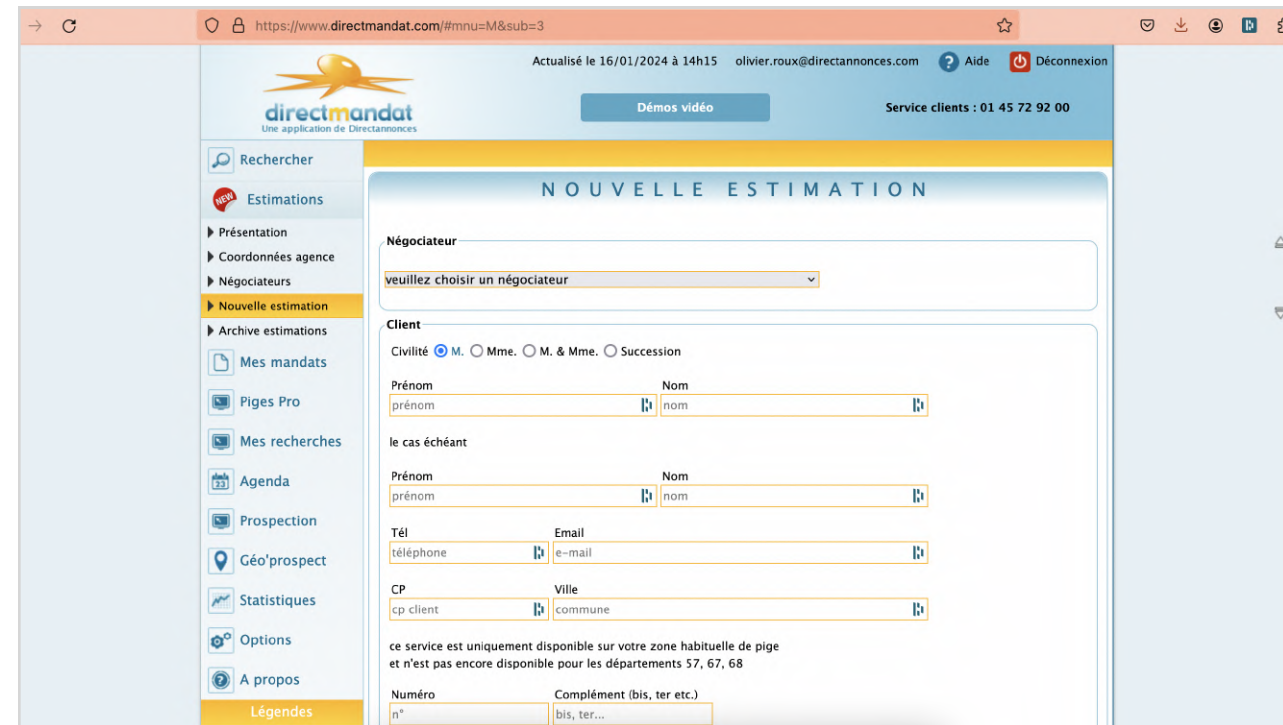 https://www.directmandat.com/#mnu=M&sub=3
Actualisé le 16/01/2024 à 14h15 olivier.roux@directannonces.com Aide Déconnexion
directmandat
Une application de Directannonces
Démos vidéo
Service clients : 01 45 72 92 00
Rechercher
NEW Estimations
Présentation
Coordonnées agence
Négociateurs
Nouvelle estimation
Archive estimations
Mes mandats
Piges Pro
Mes recherches
23 Agenda
Prospection
Géo'prospect
Statistiques
Options
A propos
Légendes
NOUVELLE ESTIMATION
Négociateur
veuillez choisir un négociateur
Client
Civilité M. Mme. M. & Mme. Succession
Prénom Nom
prénom nom
le cas échéant
Prénom Nom
prénom nom
Tél Email
téléphone e-mail
CP Ville
cp client commune
ce service est uniquement disponible sur votre zone habituelle de pige
et n'est pas encore disponible pour les départements 57, 67, 68
Numéro Complément (bis, ter etc.)
n° bis, ter...